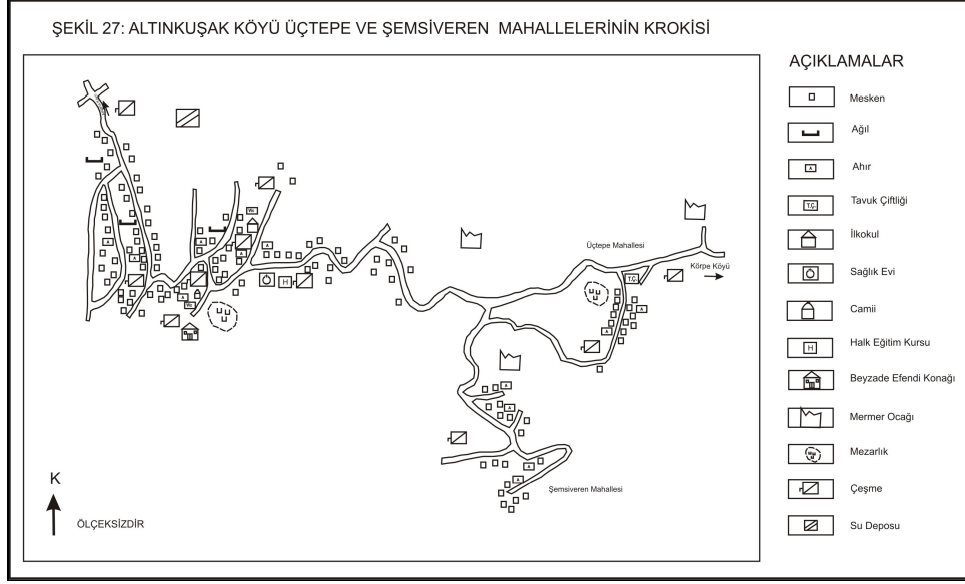 ŞEKİL 27: ALTINKUŞAK KÖYÜ ÜÇTEPE VE ŞEMSİVEREN MAHALLELERİNİN KROKİSİ
AÇIKLAMALAR
Mesken
Ağıl
A
Ahır
T.Ç.
Tavuk Çiftliği
İlkokul
Sağlık Evi
Camii
H
Halk Eğitim Kursu
Beyzade Efendi Konağı
Mermer Ocağı
Mezarlık
Çeşme
Su Deposu
Üçtepe Mahallesi
Körpe Köyü
T.Ç.
H
Şemsiveren Mahallesi
K
ÖLÇEKSİZDİR